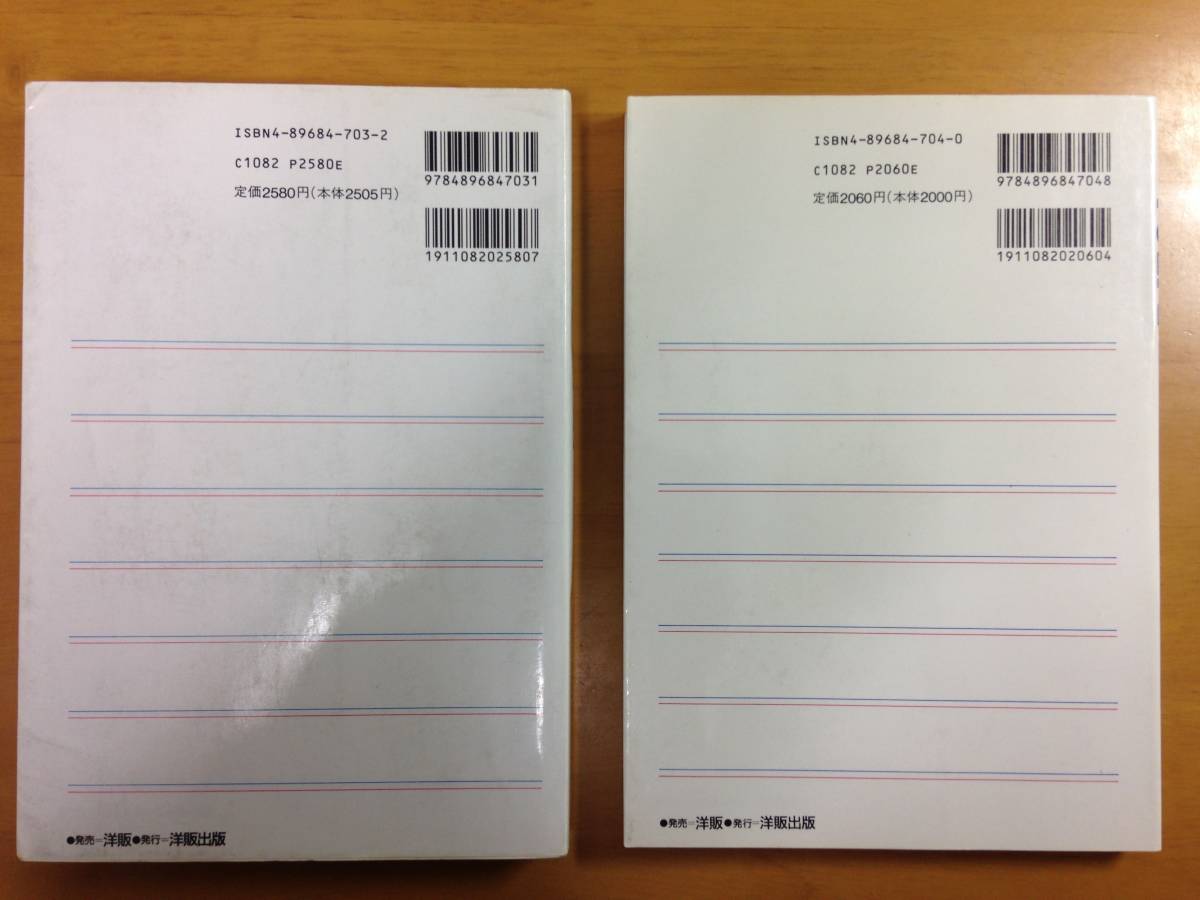 ISBN4-89684-703-2
C1082 P2580E
定価2580円(本体2505円)
9784896847031
1911082025807
●発売=洋販●発行=洋販出版
ISBN4-89684-704-0
C1082 P2060E
定価2060円(本体2000円)
9784896847048
1911082020604
●発売=洋販●発行=洋販出版